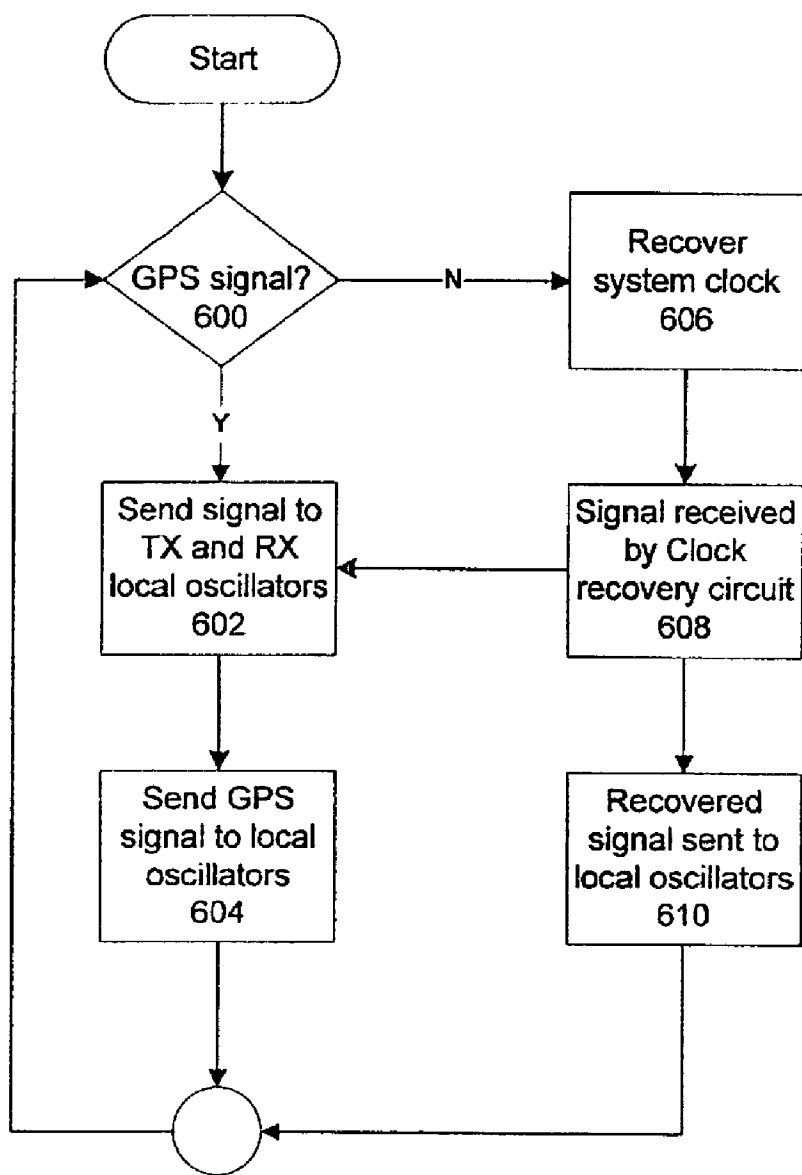 Start
GPS signal?
600
N
Y
Recover
system clock
606
Send signal to
TX and RX
local oscillators
602
Signal received
by Clock
recovery circuit
608
Send GPS
signal to local
oscillators
604
Recovered
signal sent to
local oscillators
610